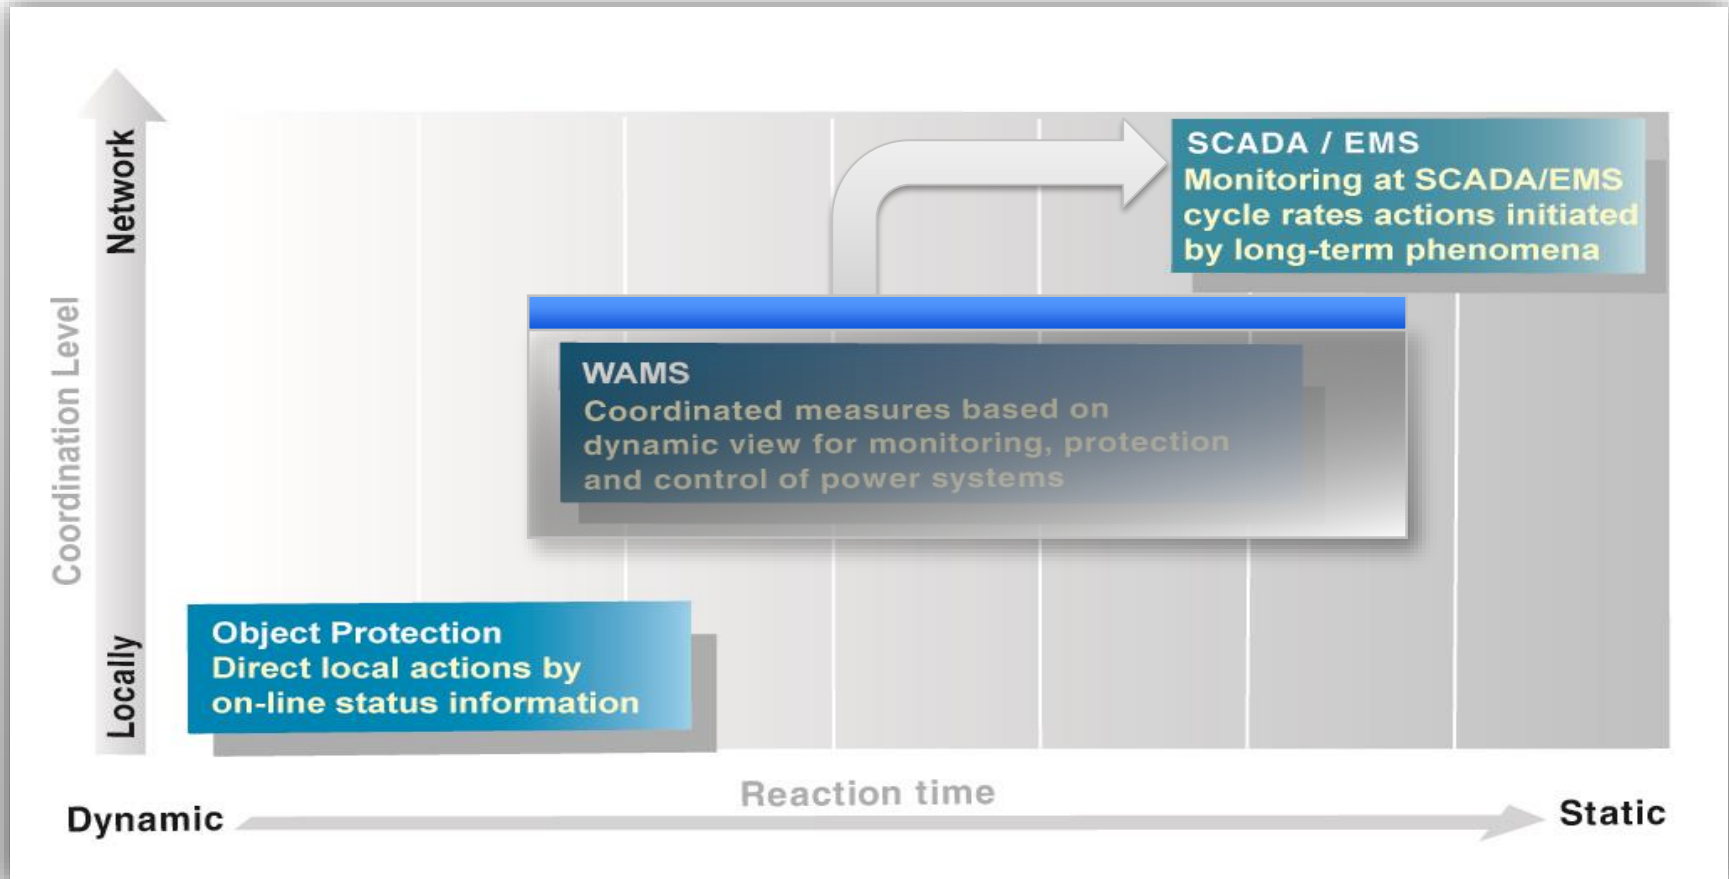 Network
SCADA / EMS
Monitoring at SCADA/EMS
cycle rates actions initiated
by long-term phenomena
Coordination Level
WAMS
Coordinated measures based on
dynamic view for monitoring, protection
and control of power systems
Locally
Object Protection
Direct local actions by
on-line status information
Reaction time
Dynamic
Static